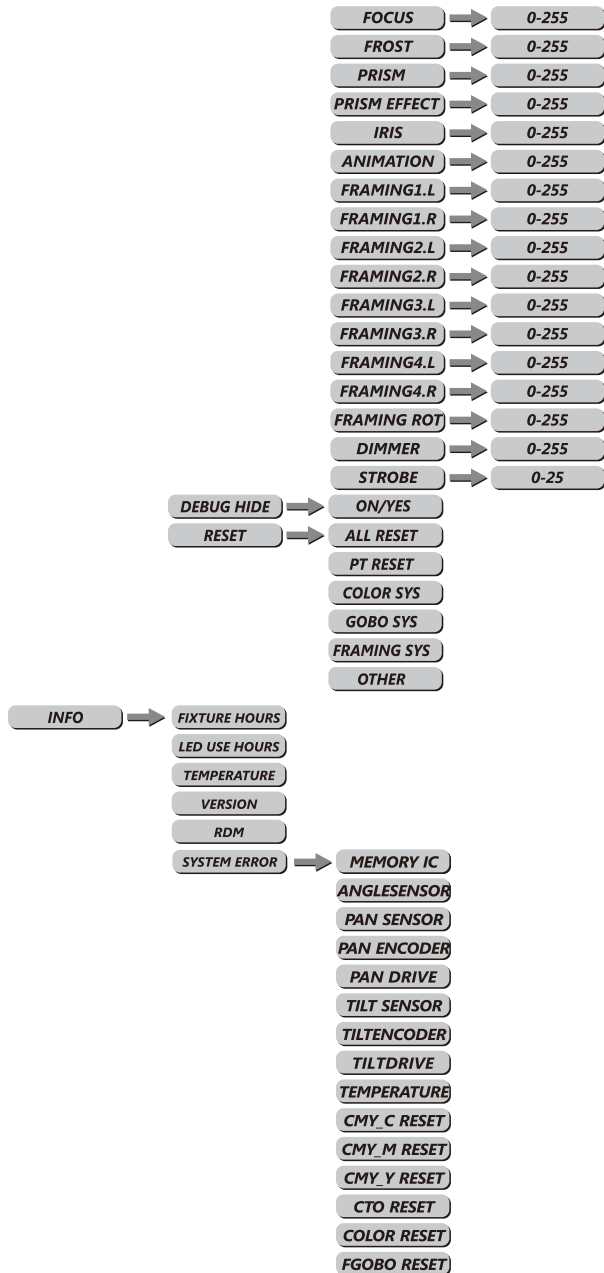 FOCUS 0-255
FROST 0-255
PRISM 0-255
PRISM EFFECT 0-255
IRIS 0-255
ANIMATION 0-255
FRAMING1.L 0-255
FRAMING1.R 0-255
FRAMING2.L 0-255
FRAMING2.R 0-255
FRAMING3.L 0-255
FRAMING3.R 0-255
FRAMING4.L 0-255
FRAMING4.R 0-255
FRAMING ROT 0-255
DIMMER 0-255
STROBE 0-25
DEBUG HIDE ON/YES
RESET ALL RESET
PT RESET
COLOR SYS
GOBO SYS
FRAMING SYS
OTHER
INFO FIXTURE HOURS
LED USE HOURS
TEMPERATURE
VERSION
RDM
SYSTEM ERROR MEMORY IC
ANGLESENSOR
PAN SENSOR
PAN ENCODER
PAN DRIVE
TILT SENSOR
TILTENCODER
TILTDRIVE
TEMPERATURE
CMY_C RESET
CMY_M RESET
CMY_Y RESET
CTO RESET
COLOR RESET
FGOBO RESET